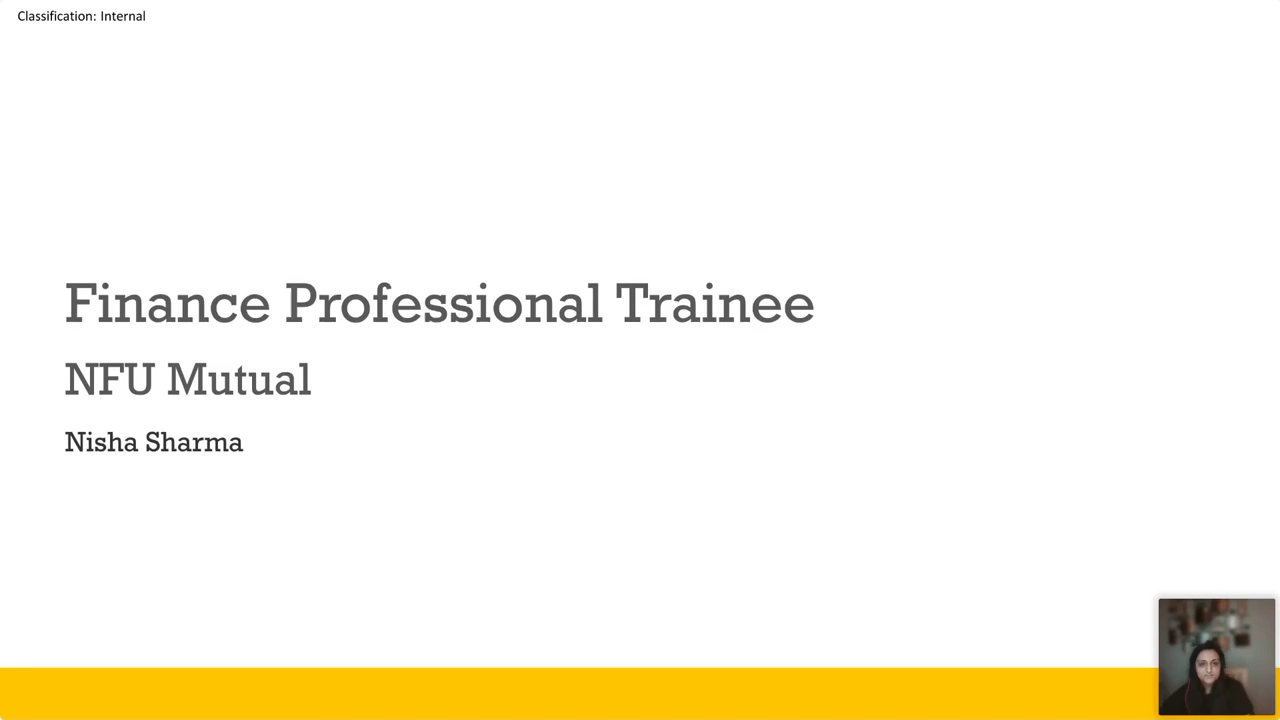 Classification: Internal
Finance Professional Trainee
NFU Mutual
Nisha Sharma